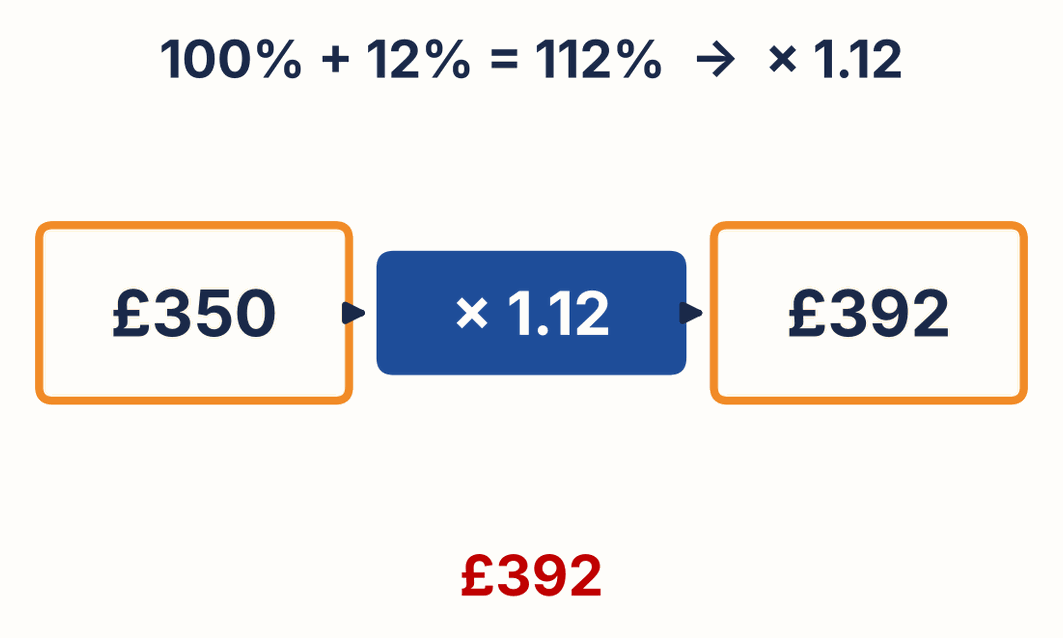 100% + 12% = 112% → × 1.12
£350 × 1.12 £392
£392